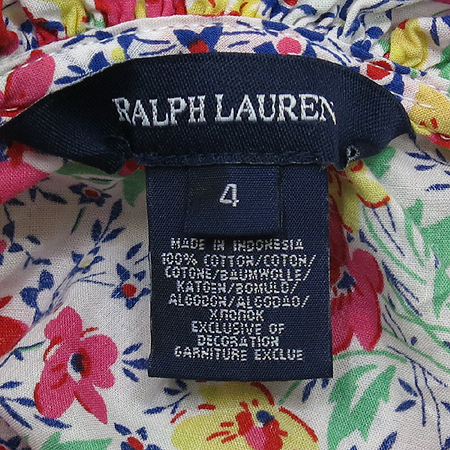 RALPH LAUREN
4
MADE IN INDONESIA
100% COTTON/COTON/
COTONE/BAUMWOLLE/
KATOEN/BOMULD/
ALGODON/ALGODAO/
ХЛОПОК
EXCLUSIVE OF
DECORATION
GARNITURE EXCLUE